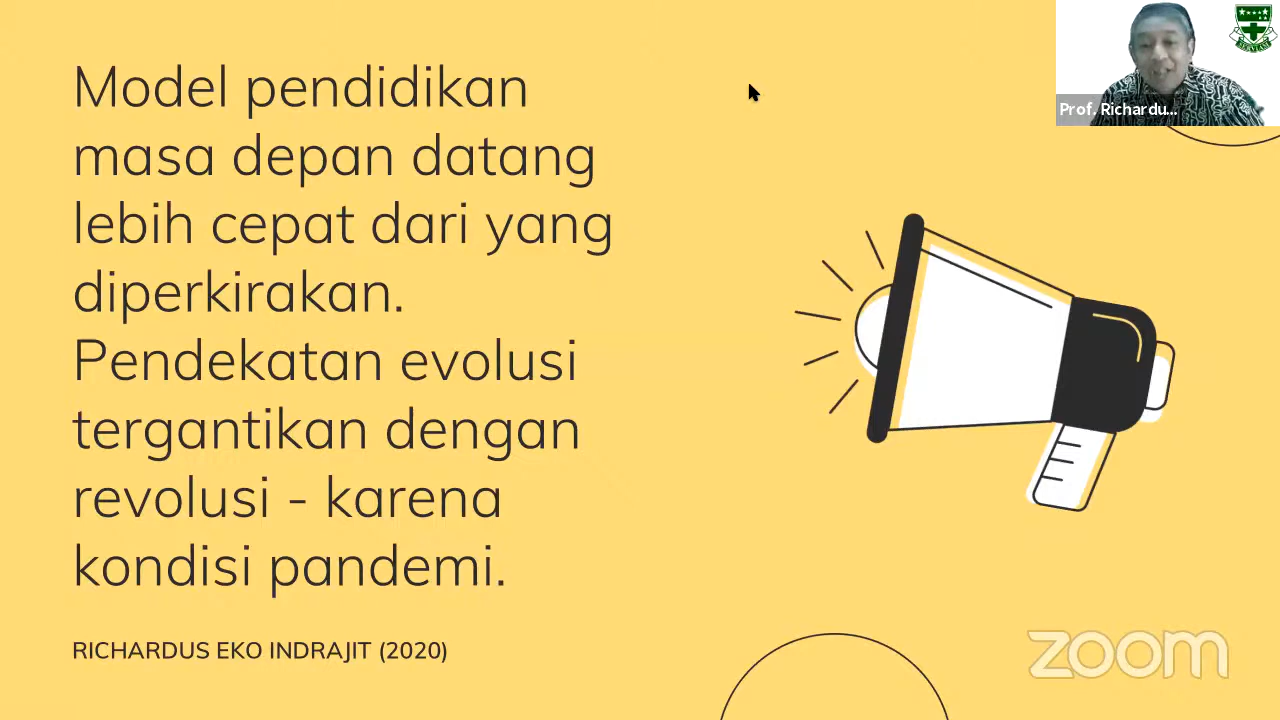 Model pendidikan
masa depan datang
lebih cepat dari yang
diperkirakan.
Pendekatan evolusi
tergantikan dengan
revolusi - karena
kondisi pandemi.
RICHARDUS EKO INDRAJIT (2020)
Prof. Richardu...
SERVIAM
zoom